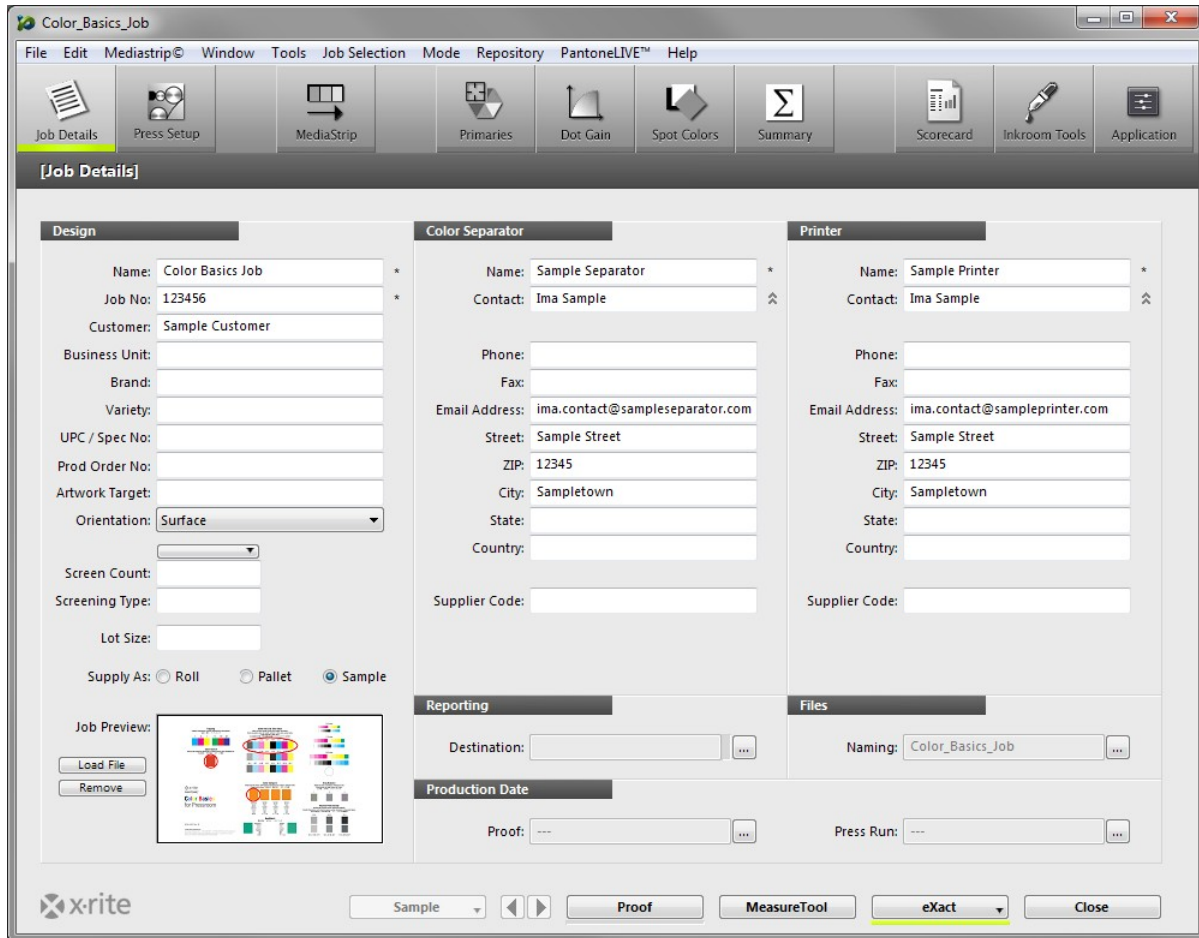 Color_Basics_Job
File Edit Mediastrip© Window Tools Job Selection Mode Repository PantoneLIVE™ Help
Job Details Press Setup MediaStrip Primaries Dot Gain Spot Colors Summary Scorecard Inkroom Tools Application
[Job Details]
Design
Name: Color Basics Job *
Job No: 123456 *
Customer: Sample Customer
Business Unit:
Brand:
Variety:
UPC / Spec No:
Prod Order No:
Artwork Target:
Orientation: Surface
Screen Count:
Screening Type:
Lot Size:
Supply As: Roll Pallet Sample
Job Preview:
Load File
Remove
Color Basics
for Pressroom
Color Separator
Name: Sample Separator *
Contact: Ima Sample
Phone:
Fax:
Email Address: ima.contact@sampleseparator.com
Street: Sample Street
ZIP: 12345
City: Sampletown
State:
Country:
Supplier Code:
Printer
Name: Sample Printer *
Contact: Ima Sample
Phone:
Fax:
Email Address: ima.contact@sampleprinter.com
Street: Sample Street
ZIP: 12345
City: Sampletown
State:
Country:
Supplier Code:
Reporting
Destination: ...
Files
Naming: Color_Basics_Job ...
Production Date
Proof: --- ...
Press Run: --- ...
x·rite
Sample Proof MeasureTool eXact Close